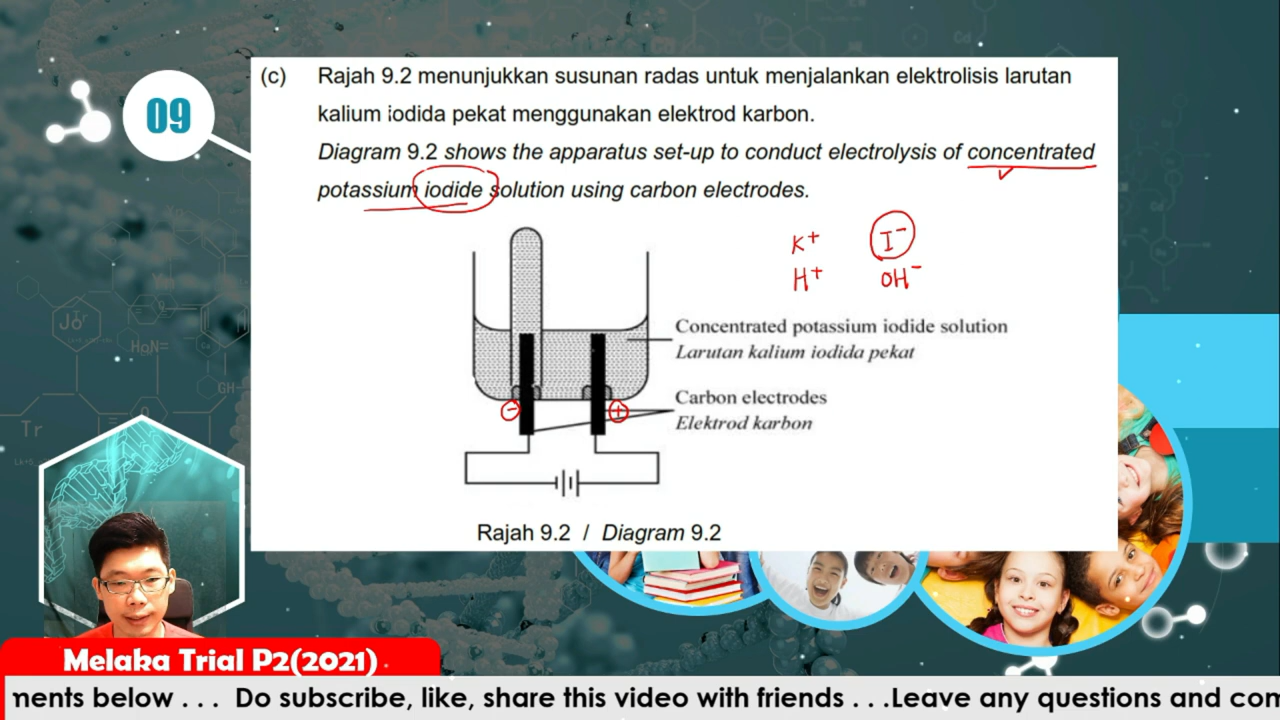 09
(c) Rajah 9.2 menunjukkan susunan radas untuk menjalankan elektrolisis larutan
kalium iodida pekat menggunakan elektrod karbon.
Diagram 9.2 shows the apparatus set-up to conduct electrolysis of concentrated
potassium iodide solution using carbon electrodes.
K+ I-
H+ OH-
Concentrated potassium iodide solution
Larutan kalium iodida pekat
- +
Carbon electrodes
Elektrod karbon
Rajah 9.2 / Diagram 9.2
Melaka Trial P2(2021)
ments below . . . Do subscribe, like, share this video with friends . . .Leave any questions and con